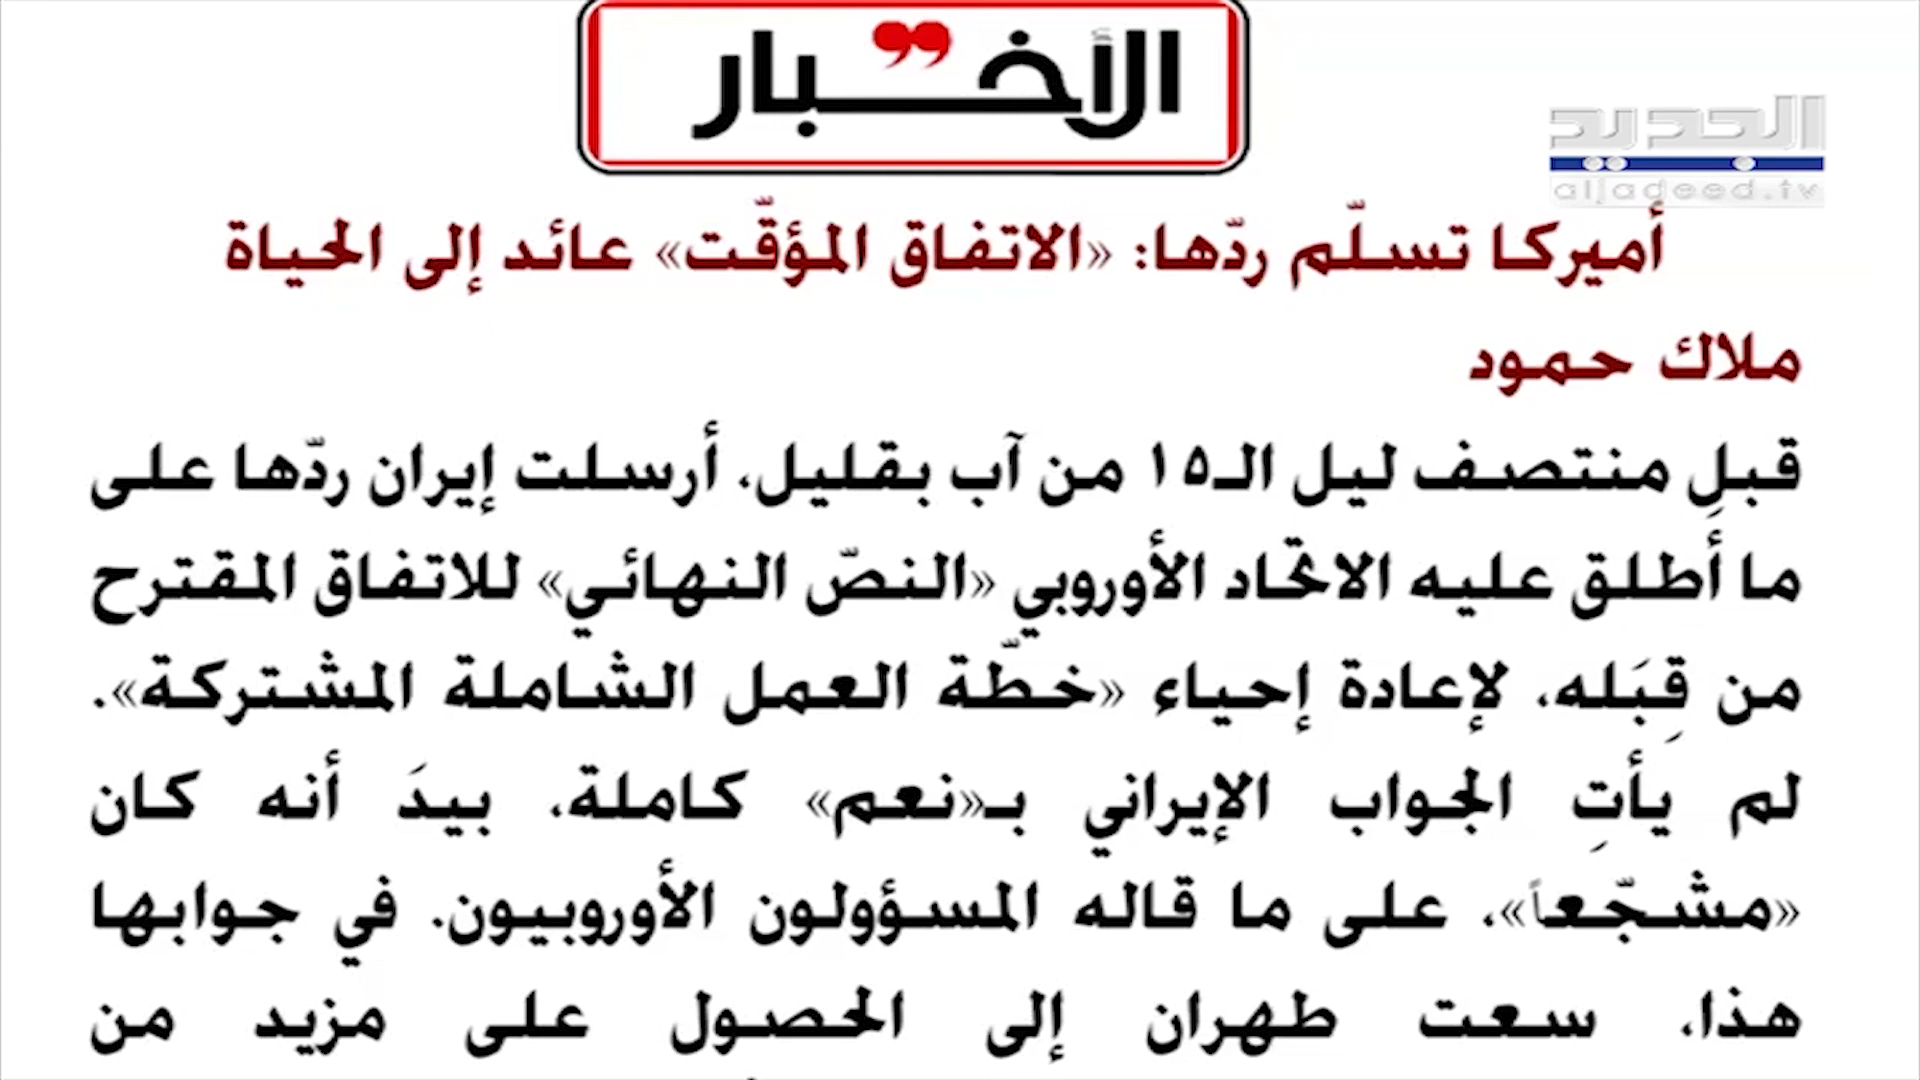 الأخبار
الجديد
aljadeed.tv
أميركا تسلّم ردّها: «الاتفاق المؤقّت» عائد إلى الحياة
ملاك حمود
قبلِ منتصف ليل الـ١٥ من آب بقليل، أرسلت إيران ردّها على
ما أَطلق عليه الاتحّاد الأوروبي «النصّ النهائي» للاتفاق المقترح
من قِبَله، لإعادة إحياء «خطّة العمل الشاملة المشتركة».
لم يأتِ الجواب الإيراني بـ«نعم» كاملة، بيدَ أنه كان
«مشجّعاً»، على ما قاله المسؤولون الأوروبيون. في جوابها
هذا، سعت طهران إلى الحصول على مزيد من